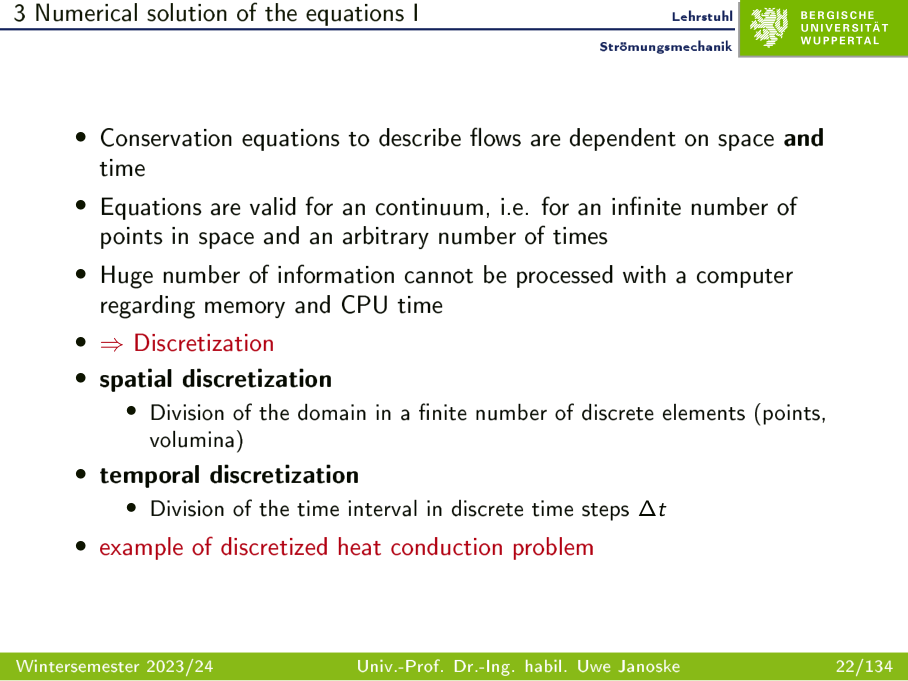 3 Numerical solution of the equations I
Lehrstuhl
Strömungsmechanik
BERGISCHE
UNIVERSITÄT
WUPPERTAL
• Conservation equations to describe flows are dependent on space and
time
• Equations are valid for an continuum, i.e. for an infinite number of
points in space and an arbitrary number of times
• Huge number of information cannot be processed with a computer
regarding memory and CPU time
• ⇒ Discretization
• spatial discretization
• Division of the domain in a finite number of discrete elements (points,
volumina)
• temporal discretization
• Division of the time interval in discrete time steps Δt
• example of discretized heat conduction problem
Wintersemester 2023/24
Univ.-Prof. Dr.-Ing. habil. Uwe Janoske
22/134